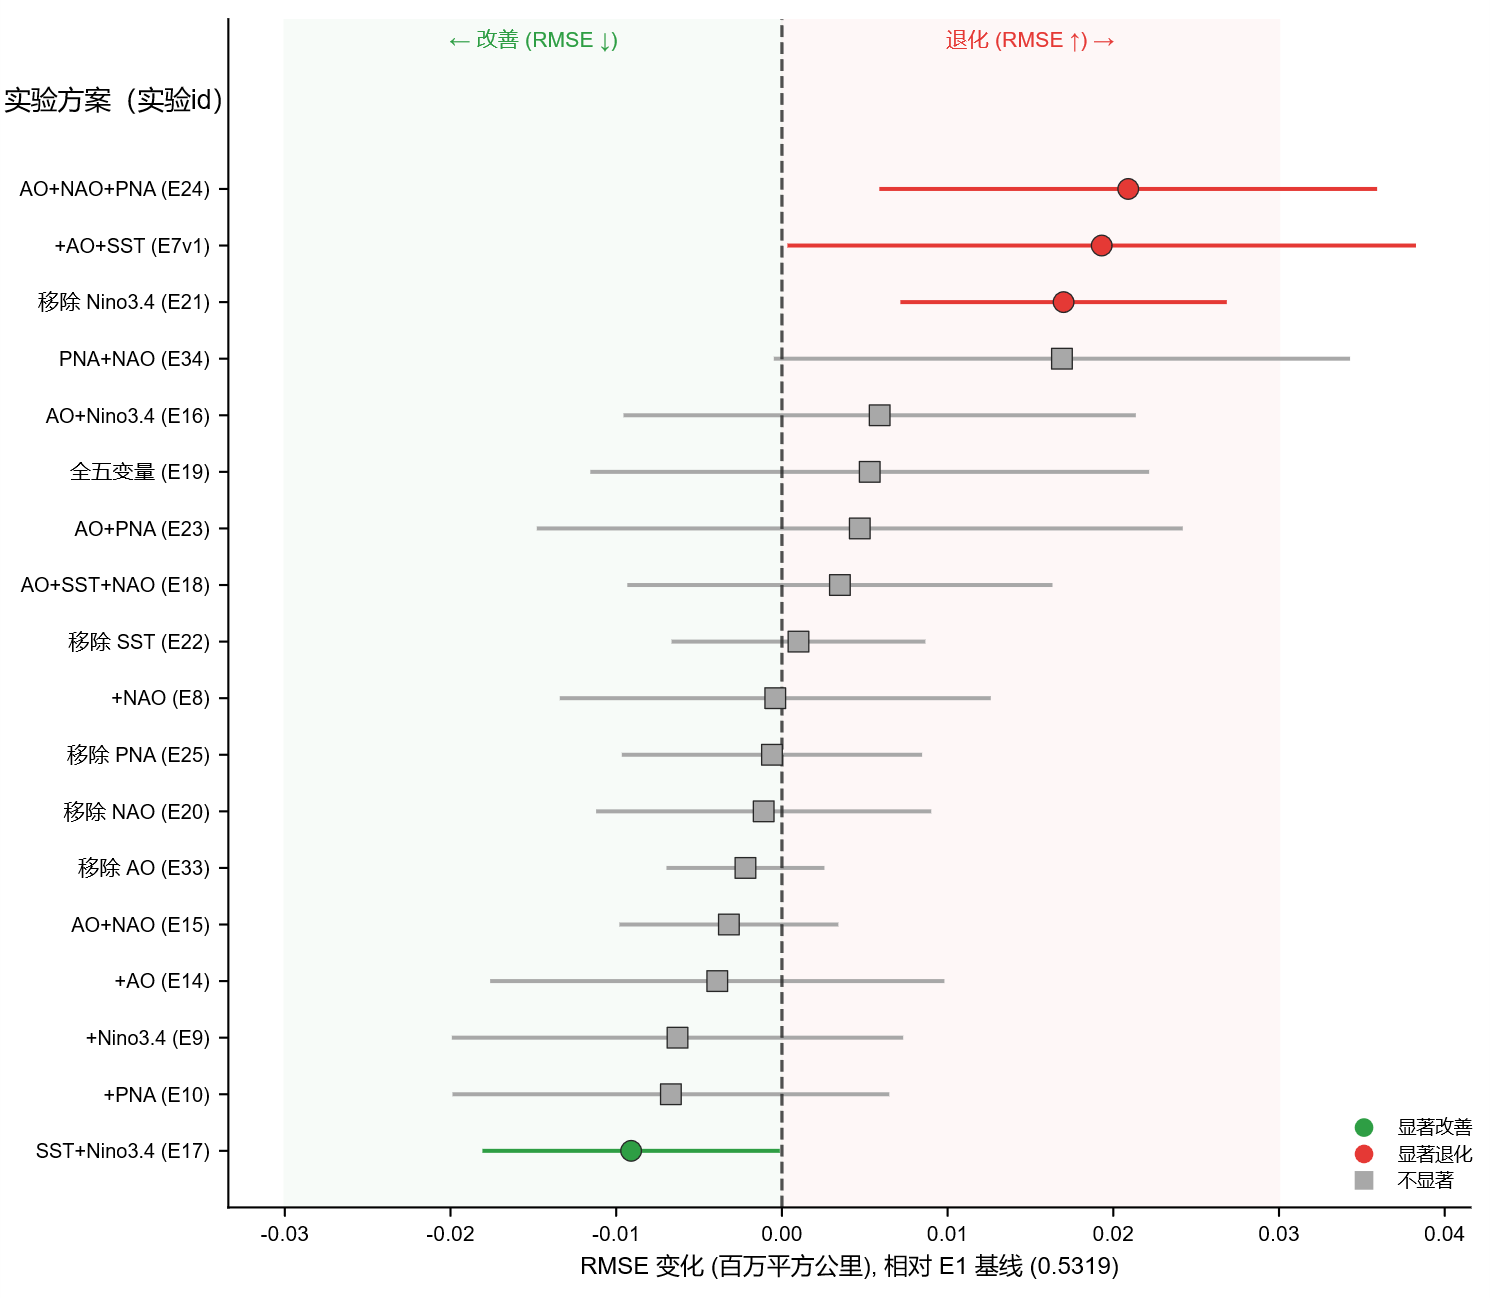 ← 改善 (RMSE ↓)
退化 (RMSE ↑) →
实验方案（实验id）
AO+NAO+PNA (E24)
+AO+SST (E7v1)
移除 Nino3.4 (E21)
PNA+NAO (E34)
AO+Nino3.4 (E16)
全五变量 (E19)
AO+PNA (E23)
AO+SST+NAO (E18)
移除 SST (E22)
+NAO (E8)
移除 PNA (E25)
移除 NAO (E20)
移除 AO (E33)
AO+NAO (E15)
+AO (E14)
+Nino3.4 (E9)
+PNA (E10)
SST+Nino3.4 (E17)
显著改善
显著退化
不显著
-0.03 -0.02 -0.01 0.00 0.01 0.02 0.03 0.04
RMSE 变化 (百万平方公里), 相对 E1 基线 (0.5319)